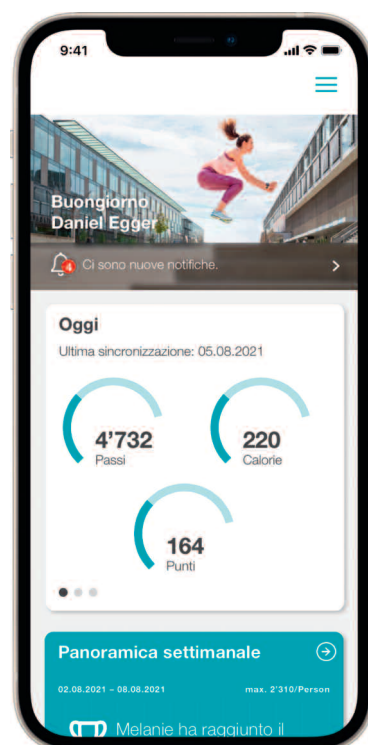 9:41
Buongiorno
Daniel Egger
4
Ci sono nuove notifiche.
Oggi
Ultima sincronizzazione: 05.08.2021
4’732
Passi
220
Calorie
164
Punti
Panoramica settimanale
02.08.2021 – 08.08.2021 max. 2’310/Person
Melanie ha raggiunto il